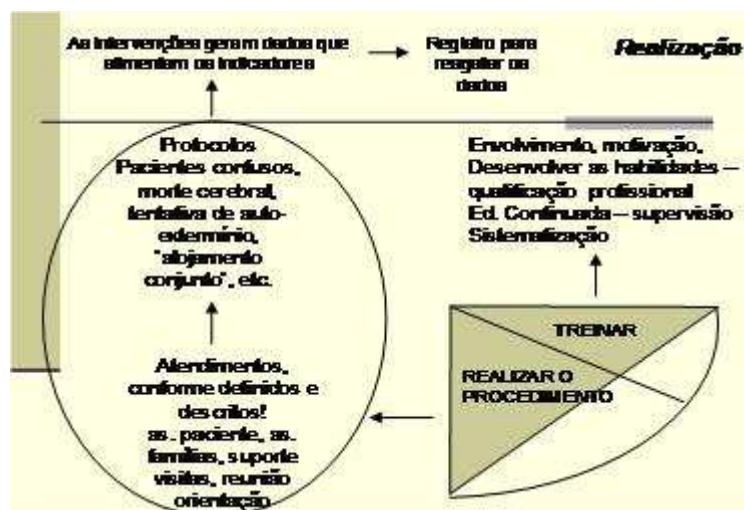 As intervenções geram dados que
alimentam os indicadores
Registro para
resgatar os
dados
Realização
Protocolos
Pacientes confusos,
morte cerebral,
tentativa de auto-
extermínio,
"alojamento
conjunto", etc.
Envolvimento, motivação,
Desenvolver as habilidades –
qualificação profissional
Ed. Continuada – supervisão
Sistematização
TREINAR
REALIZAR O
PROCEDIMENTO
Atendimentos,
conforme definidos e
descritos!
as. paciente, as.
famílias, suporte
visitas, reunião
orientação